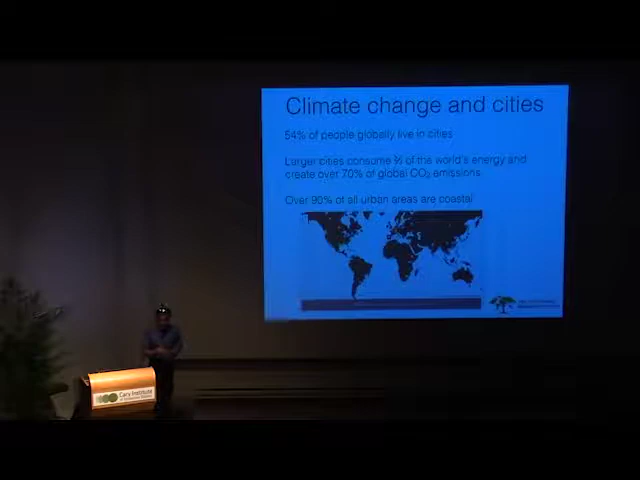 Climate change and cities
54% of people globally live in cities
Larger cities consume ⅔ of the world's energy and
create over 70% of global CO₂ emissions
Over 90% of all urban areas are coastal
Cary Institute